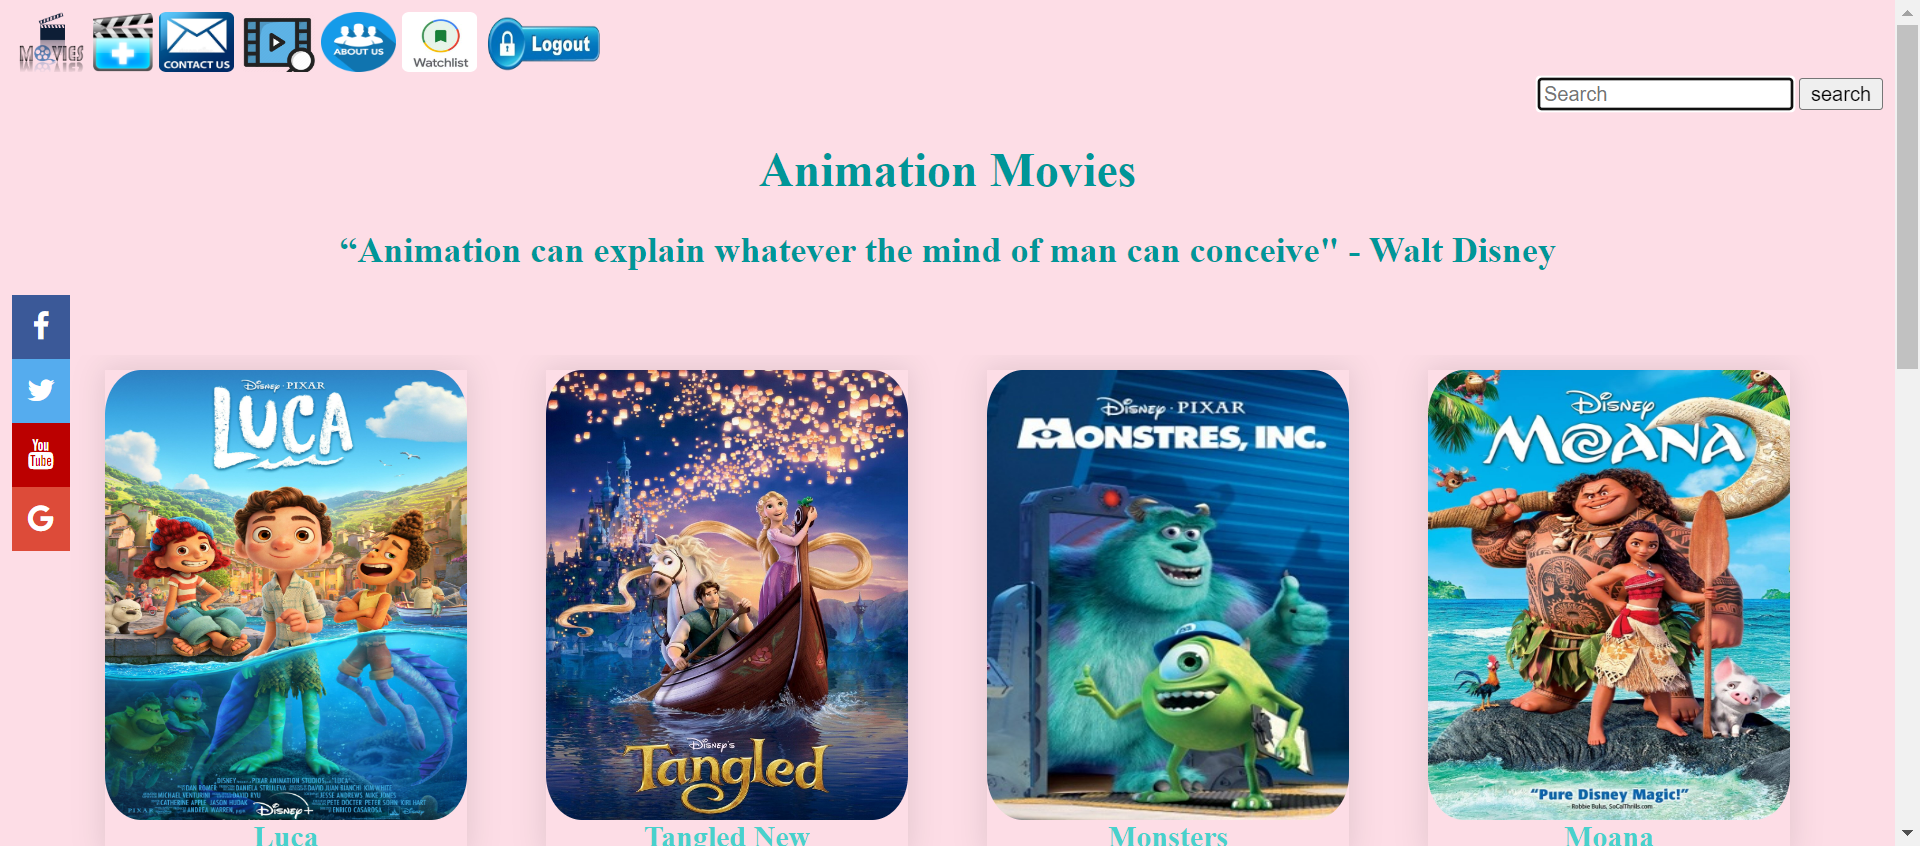 MOVIES
CONTACT US
ABOUT US
Watchlist
Logout
Search
search
Animation Movies
“Animation can explain whatever the mind of man can conceive" - Walt Disney
You
Tube
Disney · PIXAR
LUCA
DISNEY
Disney+
Luca
DISNEY'S
Tangled
Tangled New
Disney · PIXAR
MONSTRES, INC.
Monsters
Disney
MOANA
“Pure Disney Magic!”
Moana